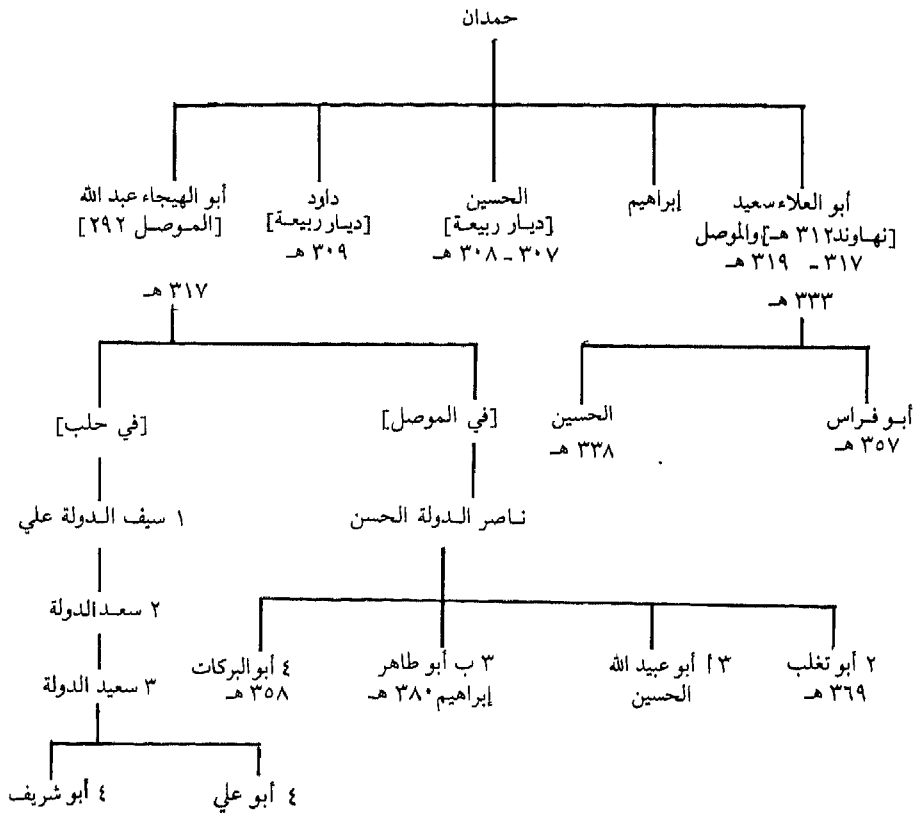 حمدان
أبو العلاء سعيد
[نهاوند ٣١٢ هـ] والموصل
٣١٧ - ٣١٩ هـ
٣٣٣ هـ
إبراهيم
الحسين
[ديار ربيعة]
٣٠٧ - ٣٠٨ هـ
داود
[ديار ربيعة]
٣٠٩ هـ
أبو الهيجاء عبد الله
[الموصل ٢٩٢]
٣١٧ هـ
أبو فراس
٣٥٧ هـ
الحسين
٣٣٨ هـ
[في الموصل]
[في حلب]
ناصر الدولة الحسن
١ سيف الدولة علي
٢ سعد الدولة
٣ سعيد الدولة
٢ أبو تغلب
٣٦٩ هـ
٣ أ أبو عبيد الله
الحسين
٣ ب أبو طاهر
إبراهيم ٣٨٠ هـ
٤ أبو البركات
٣٥٨ هـ
٤ أبو علي
٤ أبو شريف